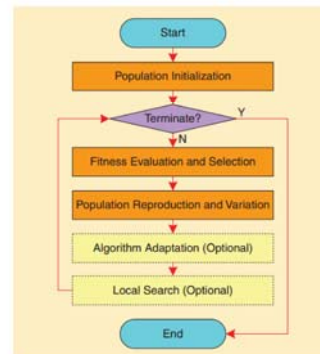 Start
Population Initialization
Terminate?
Y
N
Fitness Evaluation and Selection
Population Reproduction and Variation
Algorithm Adaptation (Optional)
Local Search (Optional)
End